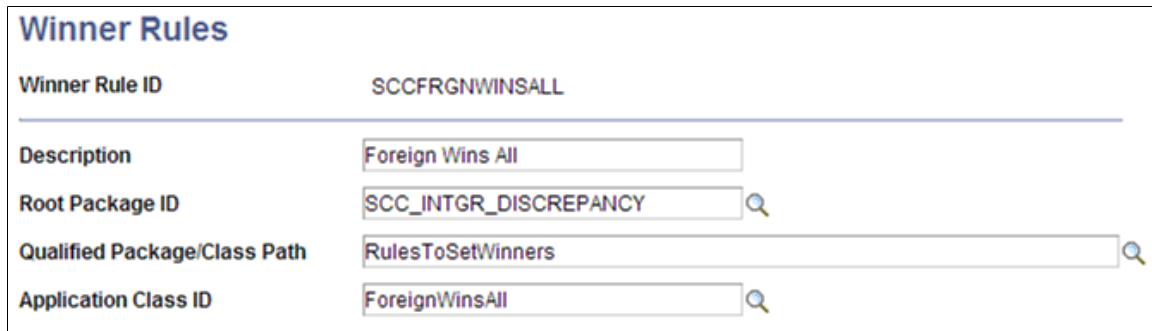 Winner Rules
Winner Rule ID SCCFRGNWINSALL
Description Foreign Wins All
Root Package ID SCC_INTGR_DISCREPANCY
Qualified Package/Class Path RulesToSetWinners
Application Class ID ForeignWinsAll